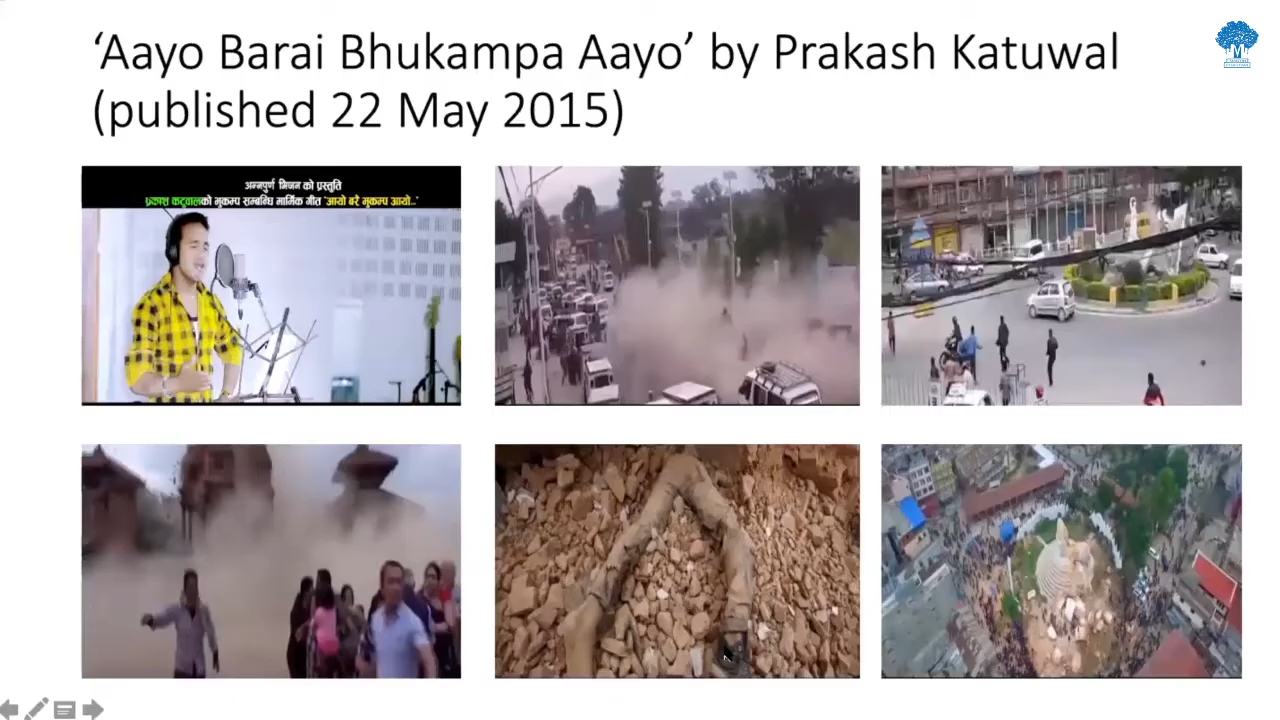 ‘Aayo Barai Bhukampa Aayo’ by Prakash Katuwal
(published 22 May 2015)
अन्नपुर्ण भिजन को प्रस्तुति
प्रकाश कटुवालको भुकम्प सम्बन्धि मार्मिक गीत "आयो बरै भुकम्प आयो..."
M